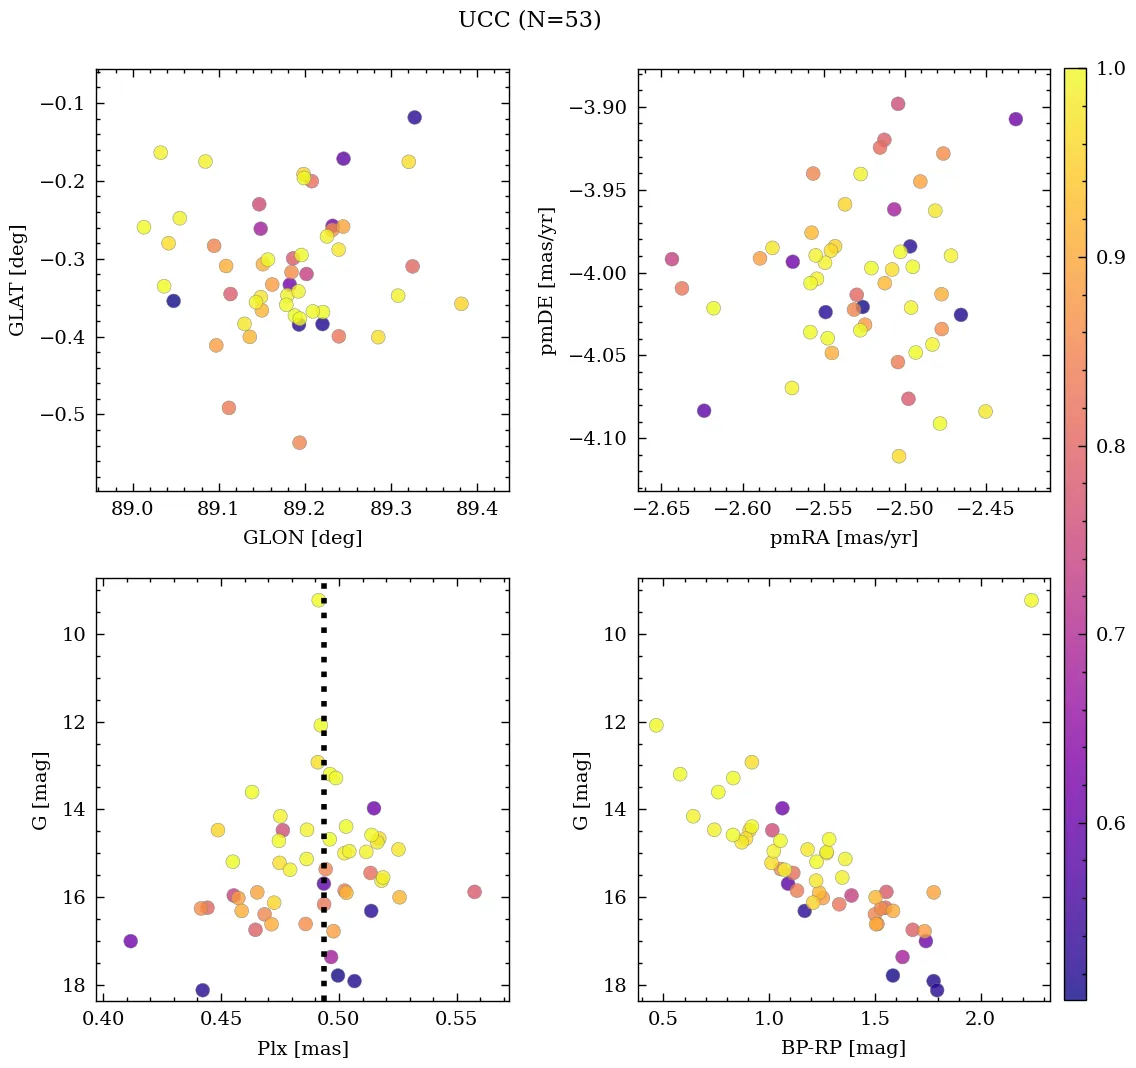 UCC (N=53)
−0.1
−0.2
−0.3
−0.4
−0.5
GLAT [deg]
89.0 89.1 89.2 89.3 89.4
GLON [deg]
−3.90
−3.95
−4.00
−4.05
−4.10
pmDE [mas/yr]
−2.65 −2.60 −2.55 −2.50 −2.45
pmRA [mas/yr]
1.0
0.9
0.8
0.7
0.6
10
12
14
16
18
G [mag]
0.40 0.45 0.50 0.55
Plx [mas]
10
12
14
16
18
G [mag]
0.5 1.0 1.5 2.0
BP-RP [mag]